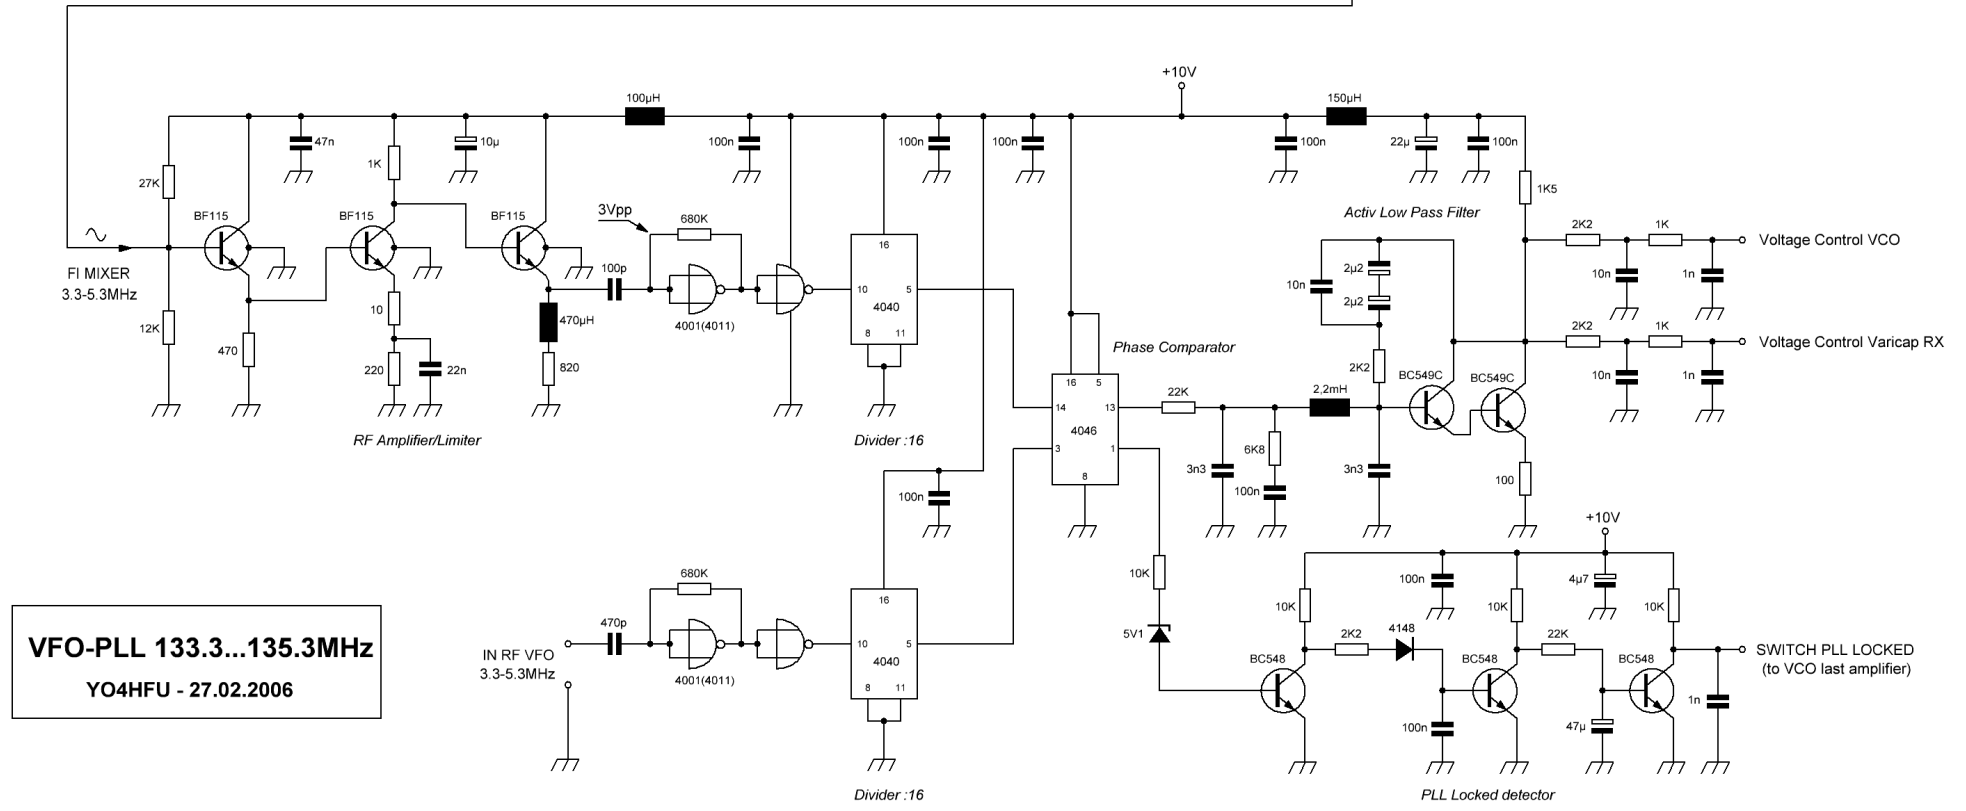 +10V
100µH
150µH
47n
10µ
100n
100n
100n
100n
22µ
100n
1K
27K
1K5
BF115
BF115
BF115
3Vpp
680K
Activ Low Pass Filter
2K2
1K
16
Voltage Control VCO
FI MIXER
3.3-5.3MHz
100p
10n
2µ2
2µ2
10n
1n
10
5
4040
10
470µH
4001(4011)
12K
8
11
2K2
1K
Voltage Control Varicap RX
470
220
22n
820
Phase Comparator
2K2
BC549C
BC549C
10n
1n
16
5
22K
2,2mH
14
13
4046
RF Amplifier/Limiter
Divider :16
3
1
6K8
3n3
3n3
8
100
100n
100n
+10V
680K
10K
100n
4µ7
16
10K
10K
10K
470p
5V1
2K2
4148
22K
VFO-PLL 133.3...135.3MHz
YO4HFU - 27.02.2006
IN RF VFO
3.3-5.3MHz
10
5
4040
4001(4011)
8
11
BC548
BC548
BC548
SWITCH PLL LOCKED
(to VCO last amplifier)
1n
100n
47µ
Divider :16
PLL Locked detector